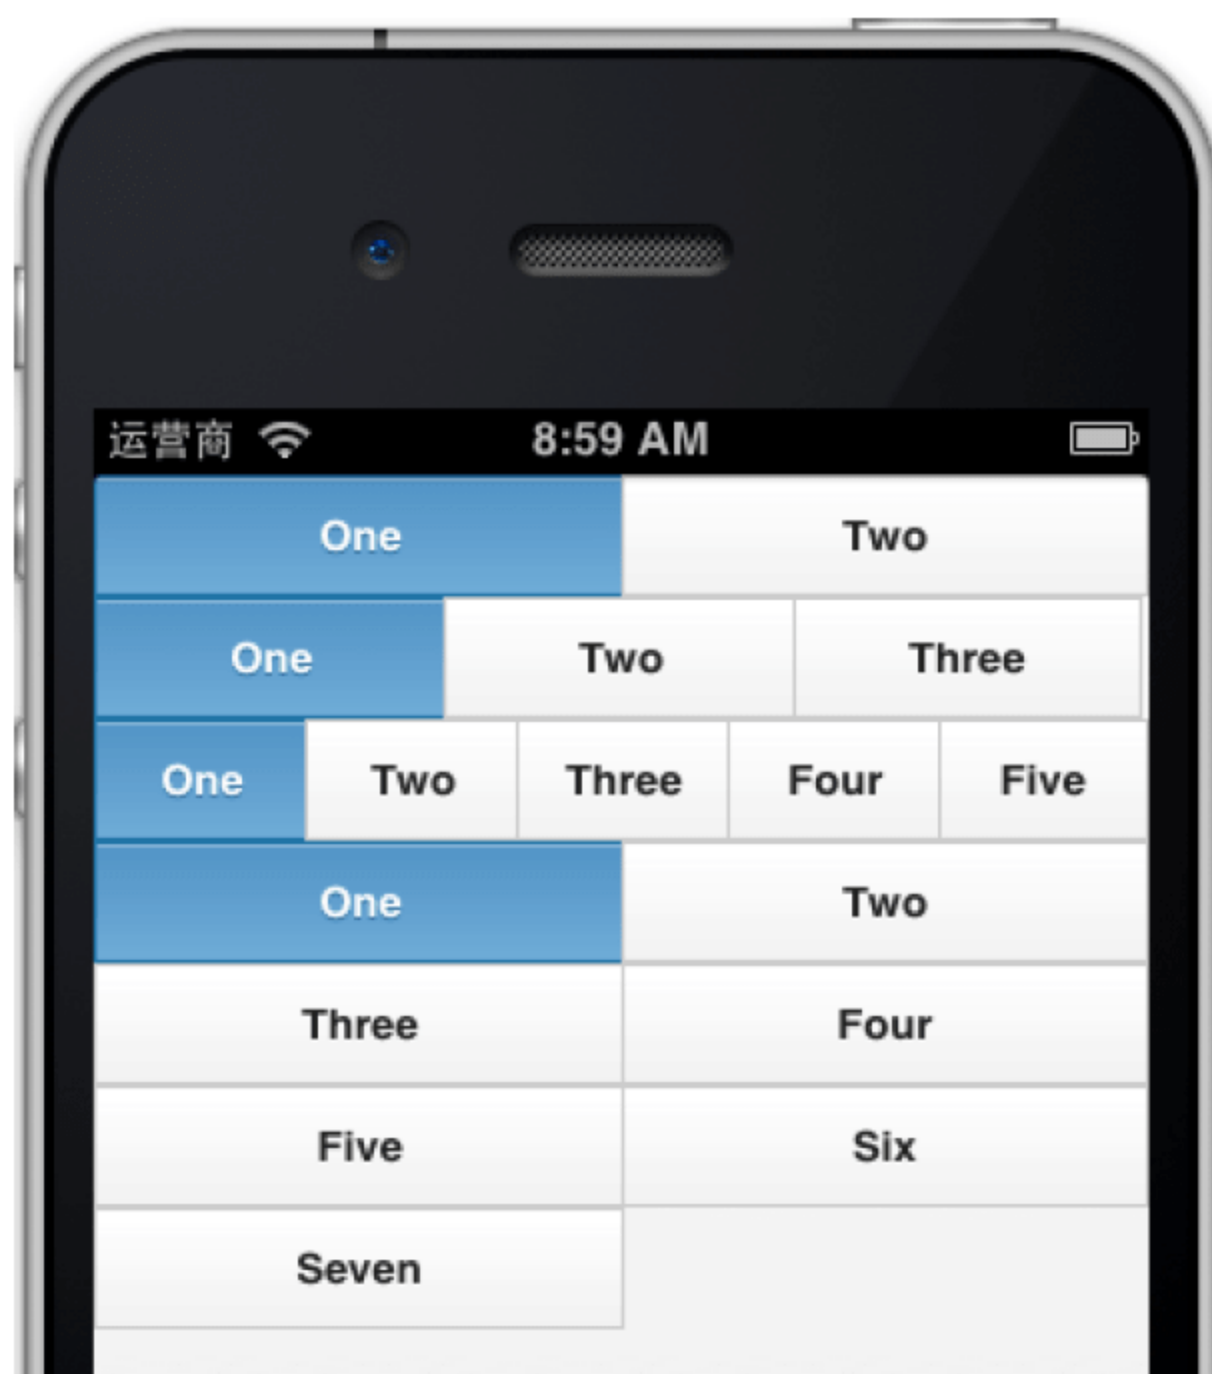 运营商 8:59 AM
One Two
One Two Three
One Two Three Four Five
One Two
Three Four
Five Six
Seven